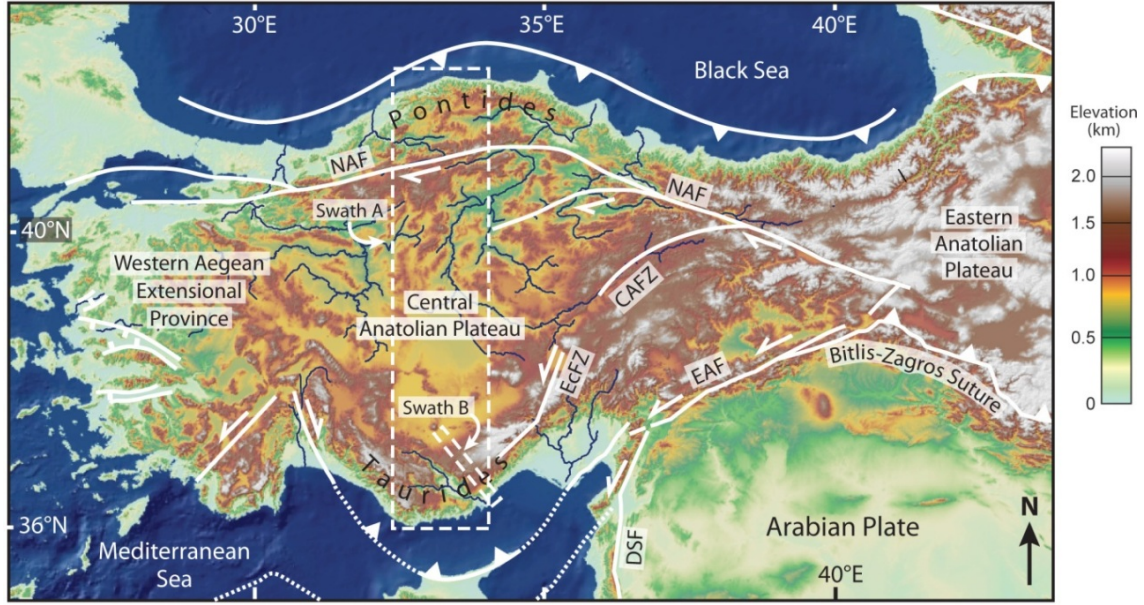 30°E
35°E
40°E
Black Sea
Elevation
(km)
2.0
1.5
1.0
0.5
0
Pontides
NAF
NAF
Swath A
40°N
Western Aegean
Extensional
Province
Central
Anatolian Plateau
CAFZ
Eastern
Anatolian
Plateau
EcFZ
EAF
Bitlis-Zagros Suture
Swath B
Taurides
36°N
Mediterranean
Sea
DSF
Arabian Plate
40°E
N